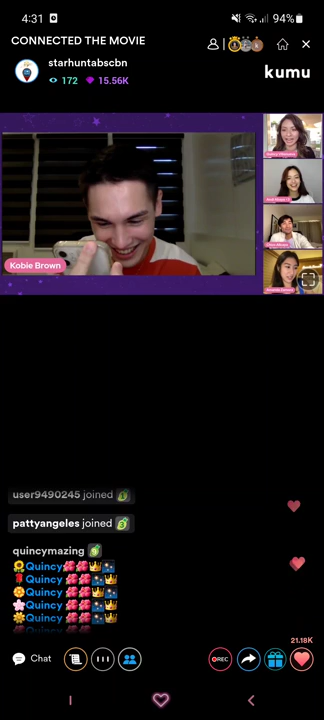 4:31
94%
CONNECTED THE MOVIE
starhuntabscbn
kumu
172
15.56K
Kobie Brown
user9490245 joined
pattyangeles joined
quincymazing
Quincy
Quincy
Quincy
Quincy
Quincy
21.18K
Chat
REC